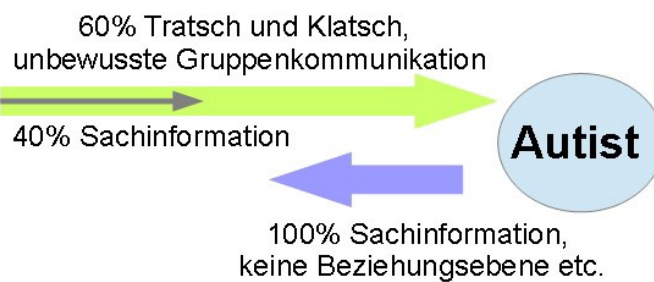 60% Tratsch und Klatsch,
unbewusste Gruppenkommunikation
40% Sachinformation
Autist
100% Sachinformation,
keine Beziehungsebene etc.